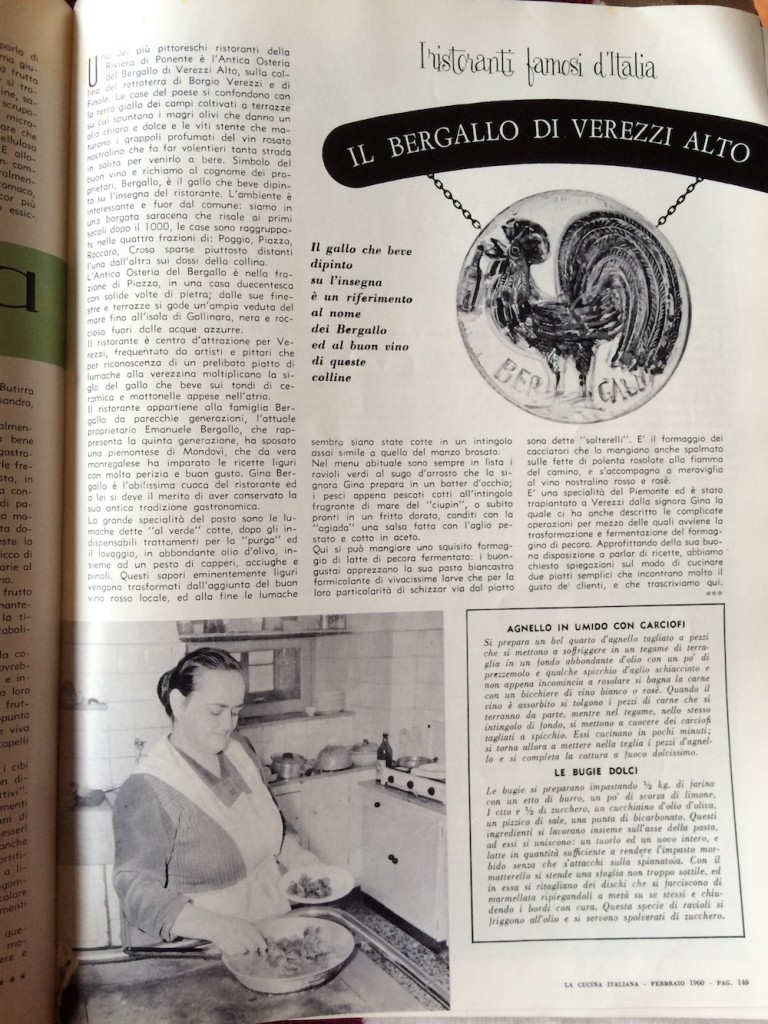 I ristoranti famosi d'Italia
IL BERGALLO DI VEREZZI ALTO
Uno dei più pittoreschi ristoranti della
Riviera di Ponente è l'Antica Osteria
del Bergallo di Verezzi Alto, sulla col-
lina del retroterra di Borgio Verezzi e di
Finale. Le case del paese si confondono con
la terra gialla dei campi coltivati a terrazze
su cui spuntano i magri olivi che danno un
olio chiaro e dolce e le viti stente che ma-
turano i grappoli profumati del vin rosato
nostralino che fa far volentieri tanta strada
in salita per venirlo a bere. Simbolo del
buon vino e richiamo al cognome dei pro-
prietari, Bergallo, è il gallo che beve dipin-
to su l'insegna del ristorante. L'ambiente è
interessante e fuor dal comune: siamo in
una borgata saracena che risale ai primi
secoli dopo il 1000, le case sono raggruppa-
te nelle quattro frazioni di: Poggio, Piazza,
Roccaro, Crosa sparse piuttosto distanti
l'una dall'altra sui dossi della collina.
L'Antica Osteria del Bergallo è nella fra-
zione di Piazza, in una casa duecentesca
con solide volte di pietra; dalle sue fine-
stre e terrazze si gode un'ampia veduta del
mare fino all'isola di Gallinara, nera e roc-
ciosa fuori dalle acque azzurre.
Il ristorante è centro d'attrazione per Ve-
rezzi, frequentato da artisti e pittori che
per riconoscenza di un prelibato piatto di
lumache alla verezzina moltiplicano la si-
gla del gallo che beve sui tondi di ce-
ramica e mattonelle appese nell'atrio.
Il ristorante appartiene alla famiglia Ber-
gallo da parecchie generazioni, l'attuale
proprietario Emanuele Bergallo, che rap-
presenta la quinta generazione, ha sposato
una piemontese di Mondovì, che da vera
monregalese ha imparato le ricette liguri
con molta perizia e buon gusto. Gina Ber-
gallo è l'abilissima cuoca del ristorante ed
a lei si deve il merito di aver conservato la
sua antica tradizione gastronomica.
La grande specialità del posto sono le lu-
mache dette "al verde" cotte, dopo gli in-
dispensabili trattamenti per la "purga" ed
il lavaggio, in abbondante olio d'oliva, in-
sieme ad un pesto di capperi, acciughe e
pinoli. Questi sapori eminentemente liguri
vengono trasformati dall'aggiunta del buon
vino rosso locale, ed alla fine le lumache
Il gallo che beve
dipinto
su l'insegna
è un riferimento
al nome
dei Bergallo
ed al buon vino
di queste
colline
BER GALLO
sembra siano state cotte in un intingolo
assai simile a quello del manzo brasato.
Nel menu abituale sono sempre in lista i
ravioli verdi al sugo d'arrosto che la si-
gnora Gina prepara in un batter d'occhio;
i pesci appena pescati cotti all'intingolo
fragrante di mare del "ciupin", o subito
pronti in un fritto dorato, conditi con la
"agiada" una salsa fatta con l'aglio pe-
stato e cotto in aceto.
Qui si può mangiare uno squisito formag-
gio di latte di pecora fermentato: i buon-
gustai apprezzano la sua pasta biancastra
formicolante di vivacissime larve che per la
loro particolarità di schizzar via dal piatto
sono dette "salterelli". E' il formaggio dei
cacciatori che lo mangiano anche spalmato
sulle fette di polenta rosolate alla fiamma
del camino, e s'accompagna a meraviglia
al vino nostralino rosso e rosé.
E' una specialità del Piemonte ed è stato
trapiantato a Verezzi dalla signora Gina la
quale ci ha anche descritto le complicate
operazioni per mezzo delle quali avviene la
trasformazione e fermentazione del formag-
gino di pecora. Approfittando della sua buo-
na disposizione a parlar di ricette, abbiamo
chiesto spiegazioni sul modo di cucinare
due piatti semplici che incontrano molto il
gusto de' clienti, e che trascriviamo qui.
***
AGNELLO IN UMIDO CON CARCIOFI
Si prepara un bel quarto d'agnello tagliato a pezzi
che si mettono a soffriggere in un tegame di terra-
glia in un fondo abbondante d'olio con un po' di
prezzemolo e qualche spicchio d'aglio schiacciato e
non appena incomincia a rosolare si bagna la carne
con un bicchiere di vino bianco o rosé. Quando il
vino è assorbito si tolgono i pezzi di carne che si
terranno da parte, mentre nel tegame, nello stesso
intingolo di fondo, si mettono a cuocere dei carciofi
tagliati a spicchio. Essi cucinano in pochi minuti;
si torna allora a mettere nella teglia i pezzi d'agnel-
lo e si completa la cottura a fuoco dolcissimo.
LE BUGIE DOLCI
Le bugie si preparano impastando ½ kg. di farina
con un etto di burro, un po' di scorza di limone,
1 etto e ½ di zucchero, un cucchiaino d'olio d'oliva,
un pizzico di sale, una punta di bicarbonato. Questi
ingredienti si lavorano insieme sull'asse della pasta,
ad essi si uniscono: un tuorlo ed un uovo intero, e
latte in quantità sufficiente a rendere l'impasto mor-
bido senza che s'attacchi sulla spianatoia. Con il
matterello si stende una sfoglia non troppo sottile, ed
in essa si ritagliano dei dischi che si farciscono di
marmellata ripiegandoli a metà su se stessi e chiu-
dendo i bordi con cura. Questa specie di ravioli si
friggono all'olio e si servono spolverati di zucchero.
LA CUCINA ITALIANA - FEBBRAIO 1960 - PAG. 149